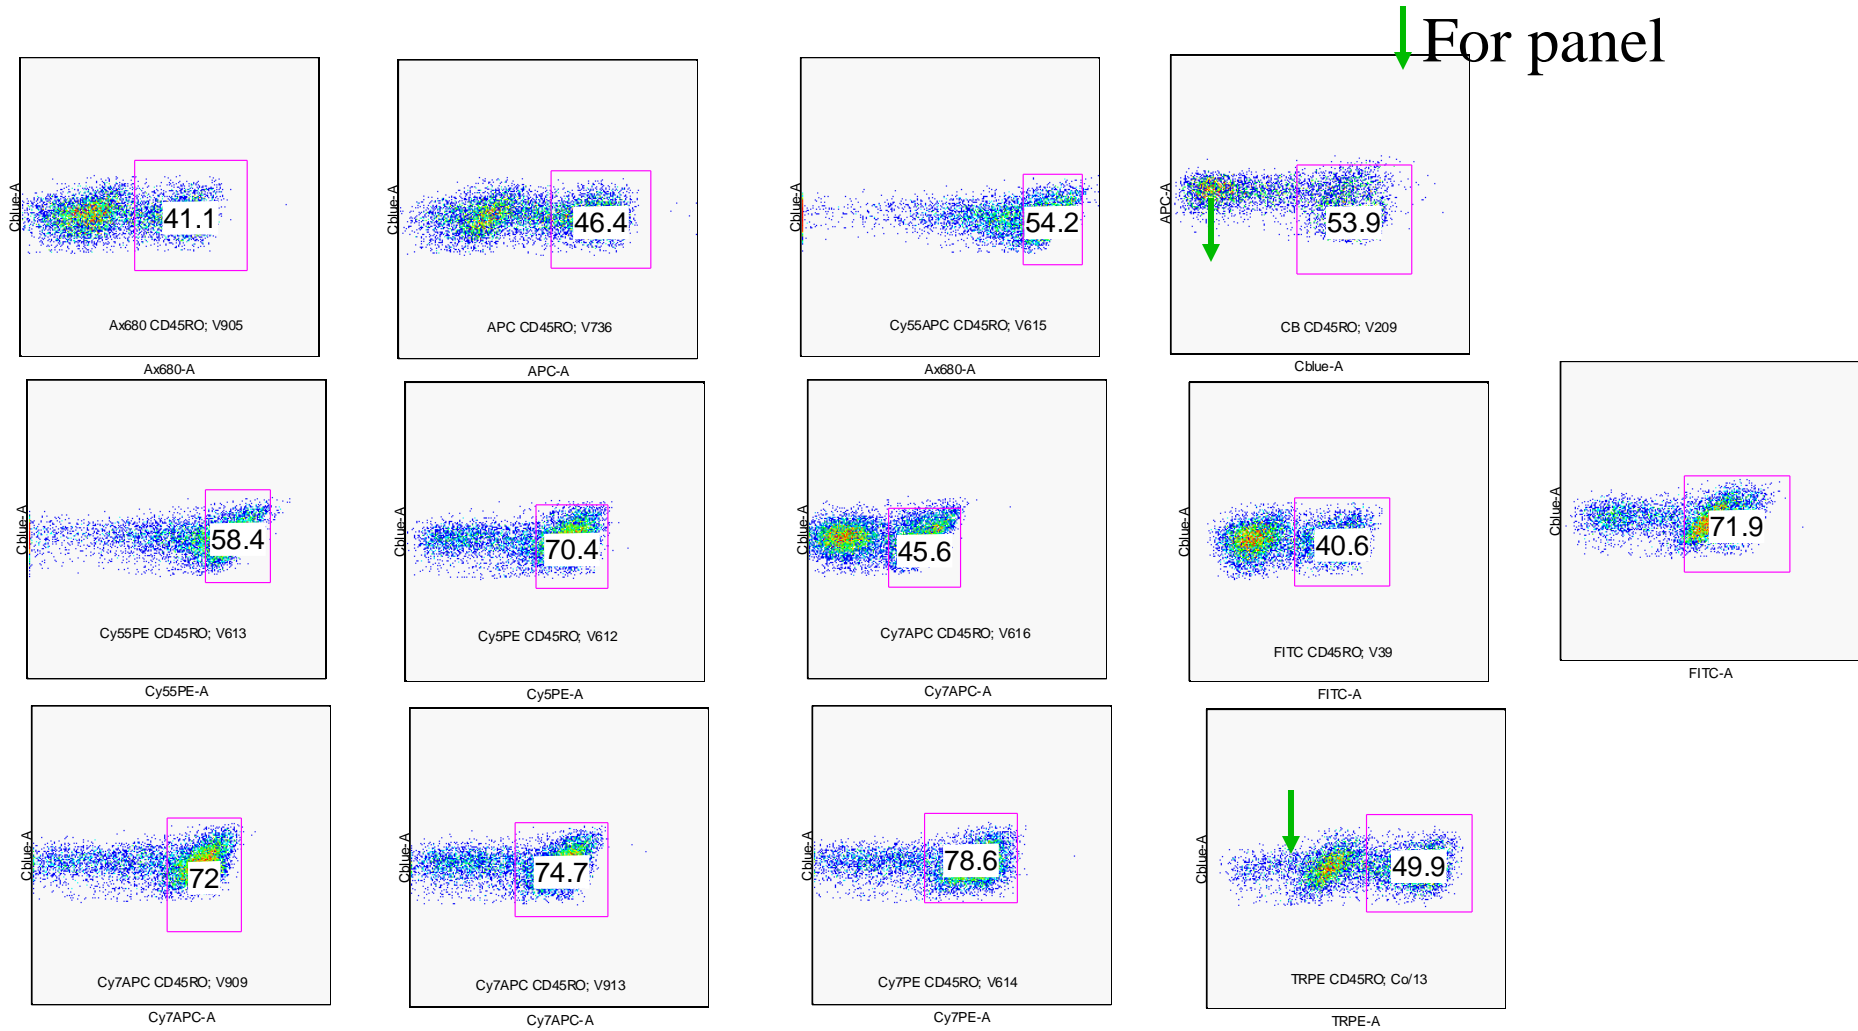 For panel
Cblue-A
41.1
Ax680 CD45RO; V905
Ax680-A
Cblue-A
46.4
APC CD45RO; V736
APC-A
Cblue-A
54.2
Cy55APC CD45RO; V615
Ax680-A
APC-A
53.9
CB CD45RO; V209
Cblue-A
Cblue-A
58.4
Cy55PE CD45RO; V613
Cy55PE-A
Cblue-A
70.4
Cy5PE CD45RO; V612
Cy5PE-A
Cblue-A
45.6
Cy7APC CD45RO; V616
Cy7APC-A
Cblue-A
40.6
FITC CD45RO; V39
FITC-A
Cblue-A
71.9
FITC-A
Cblue-A
72
Cy7APC CD45RO; V909
Cy7APC-A
Cblue-A
74.7
Cy7APC CD45RO; V913
Cy7APC-A
Cblue-A
78.6
Cy7PE CD45RO; V614
Cy7PE-A
Cblue-A
49.9
TRPE CD45RO; Co/13
TRPE-A